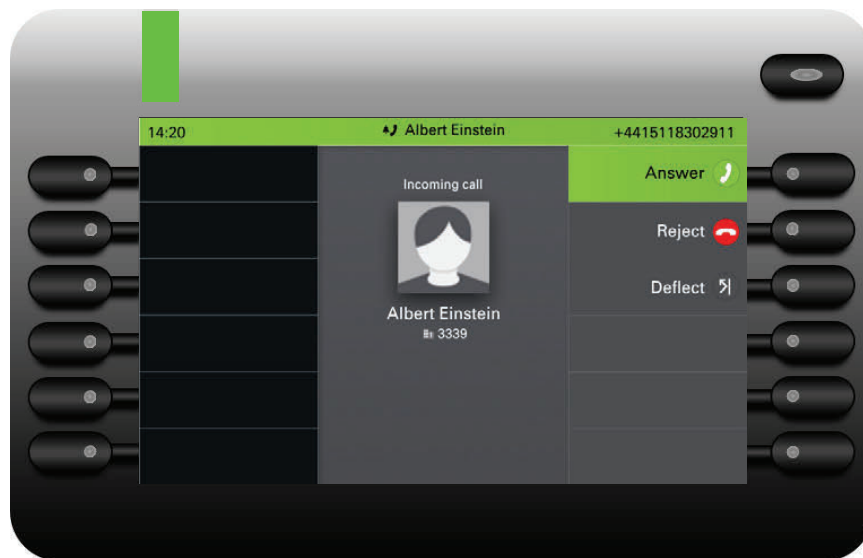 14:20 Albert Einstein +4415118302911
Incoming call
Albert Einstein
3339
Answer
Reject
Deflect